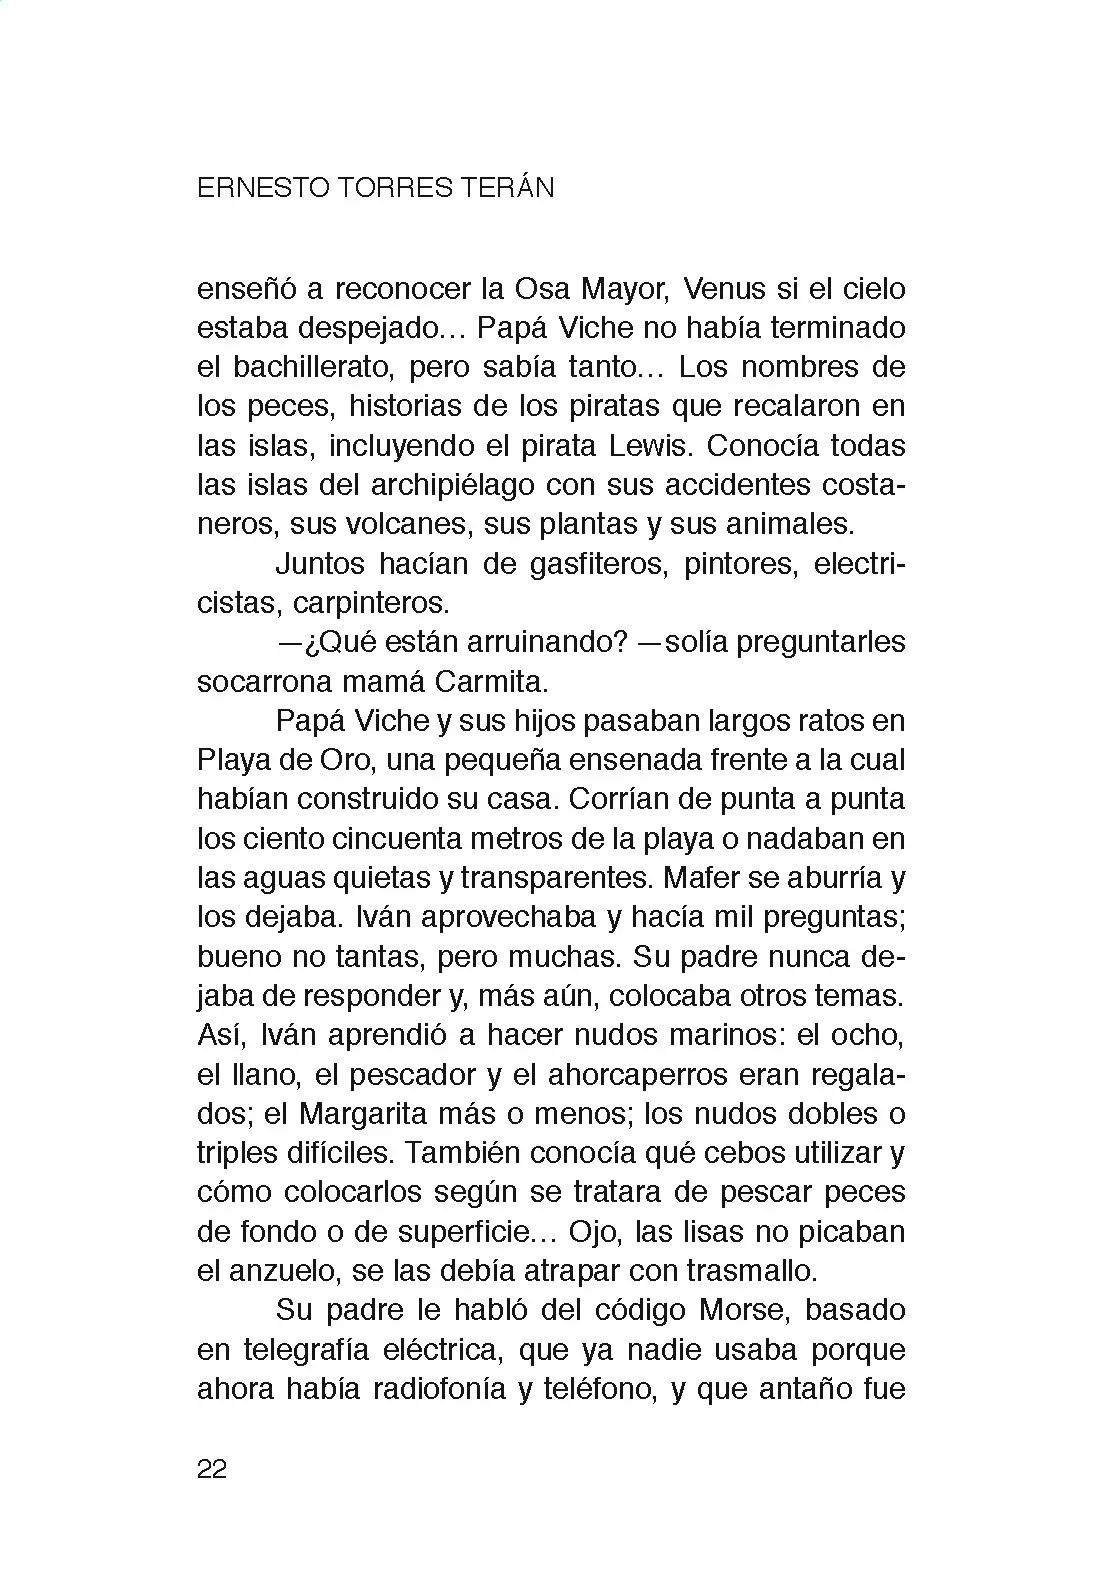 ERNESTO TORRES TERÁN
enseñó a reconocer la Osa Mayor, Venus si el cielo
estaba despejado… Papá Viche no había terminado
el bachillerato, pero sabía tanto… Los nombres de
los peces, historias de los piratas que recalaron en
las islas, incluyendo el pirata Lewis. Conocía todas
las islas del archipiélago con sus accidentes costa-
neros, sus volcanes, sus plantas y sus animales.
Juntos hacían de gasfiteros, pintores, electri-
cistas, carpinteros.
—¿Qué están arruinando? —solía preguntarles
socarrona mamá Carmita.
Papá Viche y sus hijos pasaban largos ratos en
Playa de Oro, una pequeña ensenada frente a la cual
habían construido su casa. Corrían de punta a punta
los ciento cincuenta metros de la playa o nadaban en
las aguas quietas y transparentes. Mafer se aburría y
los dejaba. Iván aprovechaba y hacía mil preguntas;
bueno no tantas, pero muchas. Su padre nunca de-
jaba de responder y, más aún, colocaba otros temas.
Así, Iván aprendió a hacer nudos marinos: el ocho,
el llano, el pescador y el ahorcaperros eran regala-
dos; el Margarita más o menos; los nudos dobles o
triples difíciles. También conocía qué cebos utilizar y
cómo colocarlos según se tratara de pescar peces
de fondo o de superficie… Ojo, las lisas no picaban
el anzuelo, se las debía atrapar con trasmallo.
Su padre le habló del código Morse, basado
en telegrafía eléctrica, que ya nadie usaba porque
ahora había radiofonía y teléfono, y que antaño fue
22